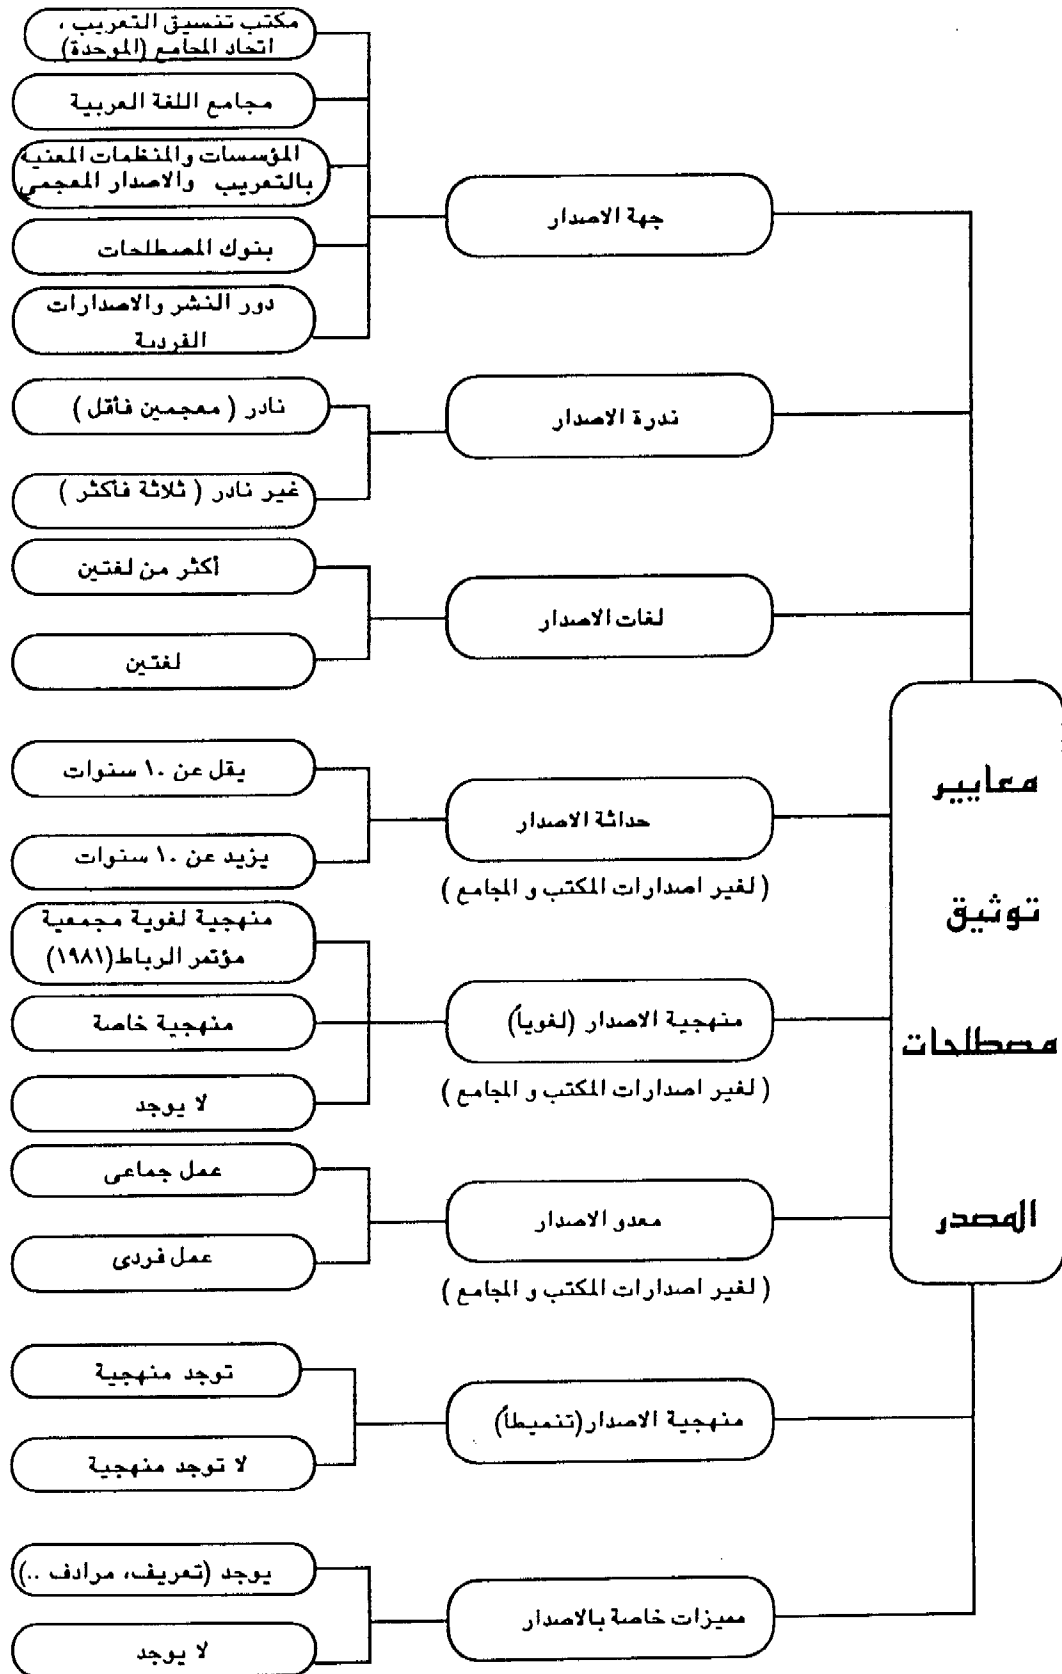 معايير
توثيق
مصطلحات
المصدر
جهة الاصدار
مكتب تنسيق التعريب ،
اتحاد المجامع (الموحدة)
مجامع اللغة العربية
المؤسسات والمنظمات المعنية
بالتعريب والاصدار المعجمي
بنوك المصطلحات
دور النشر والاصدارات
الفردية
ندرة الاصدار
نادر ( معجمين فأقل )
غير نادر ( ثلاثة فأكثر )
لغات الاصدار
أكثر من لغتين
لغتين
حداثة الاصدار
( لغير اصدارات المكتب و المجامع )
يقل عن ١٠ سنوات
يزيد عن ١٠ سنوات
منهجية الاصدار (لغوياً)
( لغير اصدارات المكتب و المجامع )
منهجية لغوية مجمعية
مؤتمر الرباط(١٩٨١)
منهجية خاصة
لا يوجد
معدو الاصدار
( لغير اصدارات المكتب و المجامع )
عمل جماعى
عمل فردى
منهجية الاصدار(تنميطاً)
توجد منهجية
لا توجد منهجية
مميزات خاصة بالاصدار
يوجد (تعريف، مرادف ..)
لا يوجد